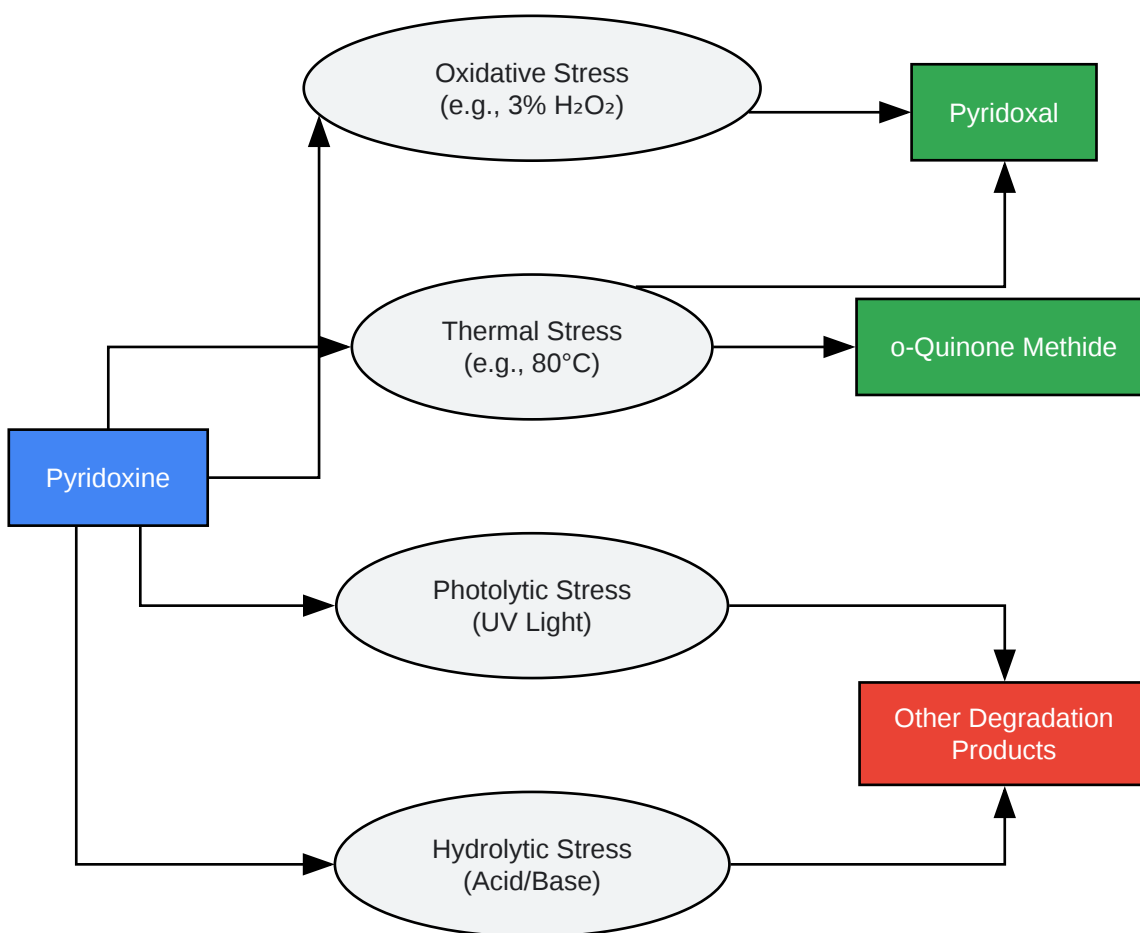 Oxidative Stress
(e.g., 3% H₂O₂)
Pyridoxal
Thermal Stress
(e.g., 80°C)
o-Quinone Methide
Pyridoxine
Photolytic Stress
(UV Light)
Other Degradation
Products
Hydrolytic Stress
(Acid/Base)